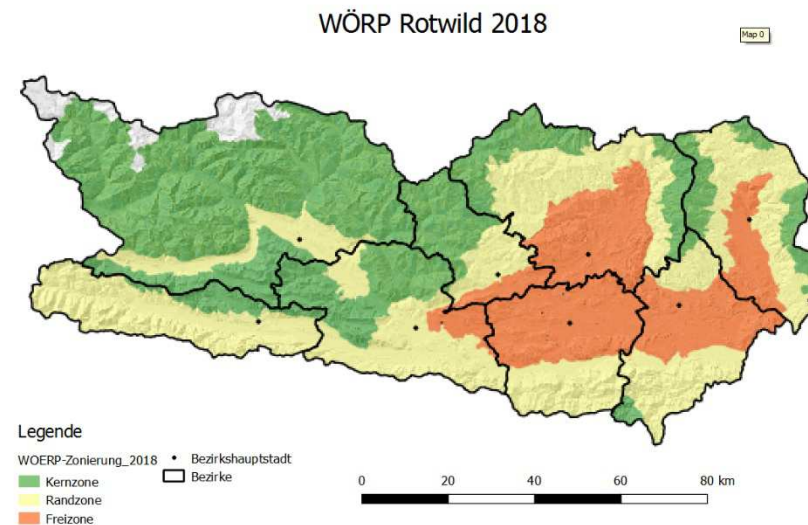 WÖRP Rotwild 2018
Map 0
Legende
WOERP-Zonierung_2018
Kernzone
Randzone
Freizone
Bezirkshauptstadt
Bezirke
0 20 40 60 80 km